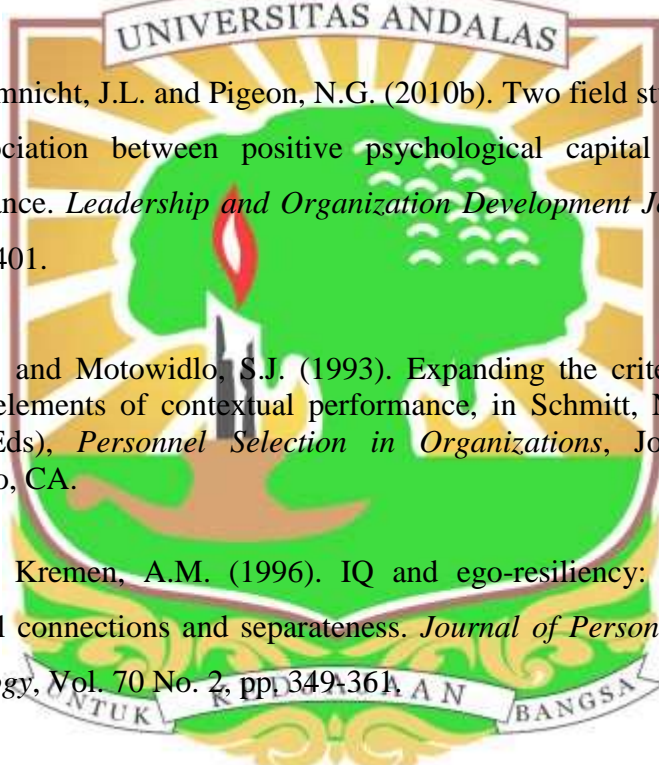 UNIVERSITAS ANDALAS
mnicht, J.L. and Pigeon, N.G. (2010b). Two field st
ociation between positive psychological capital
ance. Leadership and Organization Development Jo
401.
and Motowidlo, S.J. (1993). Expanding the crite
elements of contextual performance, in Schmitt, N
Eds), Personnel Selection in Organizations, Jo
o, CA.
Kremen, A.M. (1996). IQ and ego-resiliency:
l connections and separateness. Journal of Person
gy, Vol. 70 No. 2, pp. 349-361.
UNTUK BANGSA